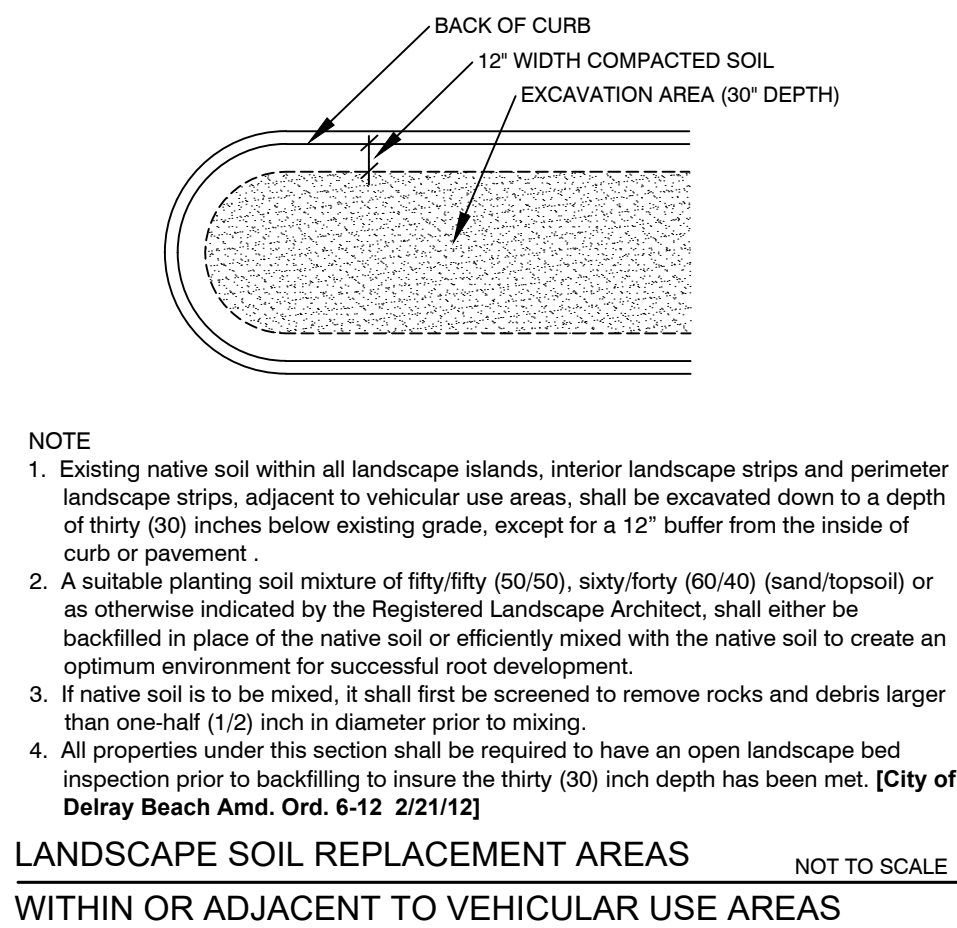 BACK OF CURB
12" WIDTH COMPACTED SOIL
EXCAVATION AREA (30" DEPTH)
NOTE
1. Existing native soil within all landscape islands, interior landscape strips and perimeter
landscape strips, adjacent to vehicular use areas, shall be excavated down to a depth
of thirty (30) inches below existing grade, except for a 12” buffer from the inside of
curb or pavement .
2. A suitable planting soil mixture of fifty/fifty (50/50), sixty/forty (60/40) (sand/topsoil) or
as otherwise indicated by the Registered Landscape Architect, shall either be
backfilled in place of the native soil or efficiently mixed with the native soil to create an
optimum environment for successful root development.
3. If native soil is to be mixed, it shall first be screened to remove rocks and debris larger
than one-half (1/2) inch in diameter prior to mixing.
4. All properties under this section shall be required to have an open landscape bed
inspection prior to backfilling to insure the thirty (30) inch depth has been met. [City of
Delray Beach Amd. Ord. 6-12 2/21/12]
LANDSCAPE SOIL REPLACEMENT AREAS
NOT TO SCALE
WITHIN OR ADJACENT TO VEHICULAR USE AREAS